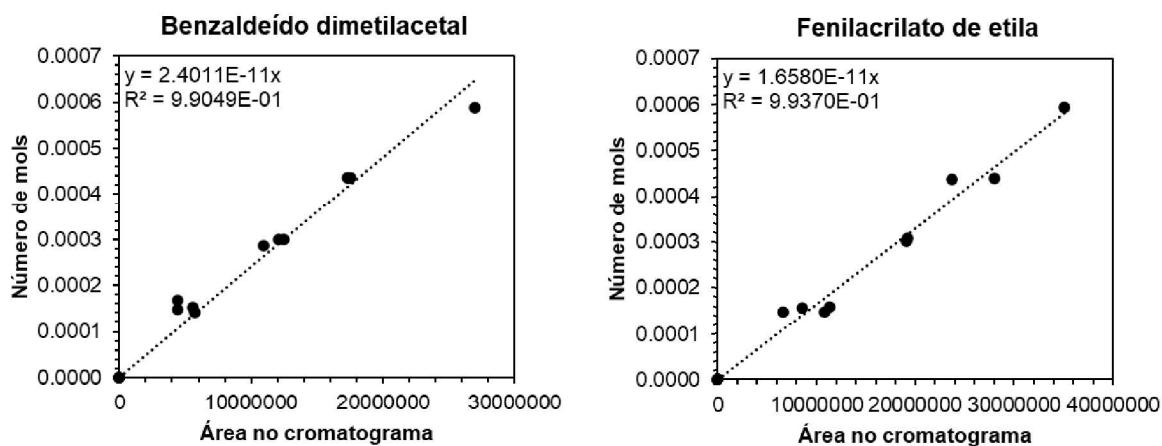 Benzaldeído dimetilacetal
y = 2.4011E-11x
R² = 9.9049E-01
Número de mols
0.0007
0.0006
0.0005
0.0004
0.0003
0.0002
0.0001
0.0000
0 10000000 20000000 30000000
Área no cromatograma
Fenilacrilato de etila
y = 1.6580E-11x
R² = 9.9370E-01
Número de mols
0.0007
0.0006
0.0005
0.0004
0.0003
0.0002
0.0001
0.0000
0 10000000 20000000 30000000 40000000
Área no cromatograma